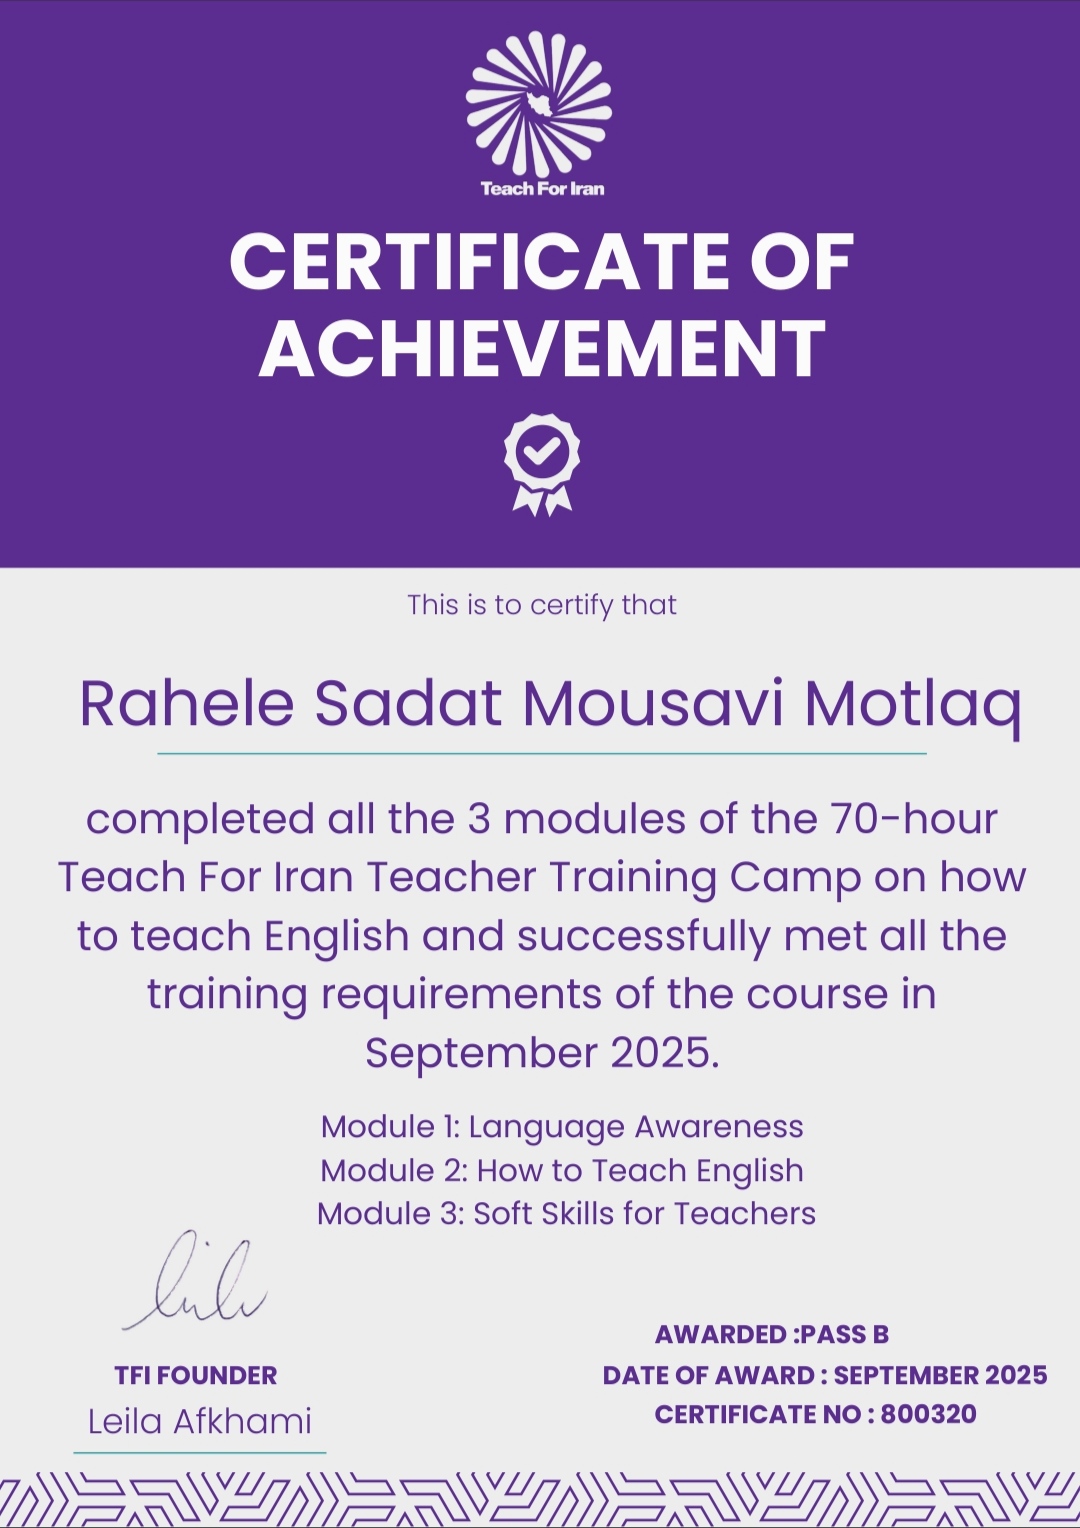 Teach For Iran
CERTIFICATE OF
ACHIEVEMENT
This is to certify that
Rahele Sadat Mousavi Motlaq
completed all the 3 modules of the 70-hour
Teach For Iran Teacher Training Camp on how
to teach English and successfully met all the
training requirements of the course in
September 2025.
Module 1: Language Awareness
Module 2: How to Teach English
Module 3: Soft Skills for Teachers
TFI FOUNDER
Leila Afkhami
AWARDED :PASS B
DATE OF AWARD : SEPTEMBER 2025
CERTIFICATE NO : 800320